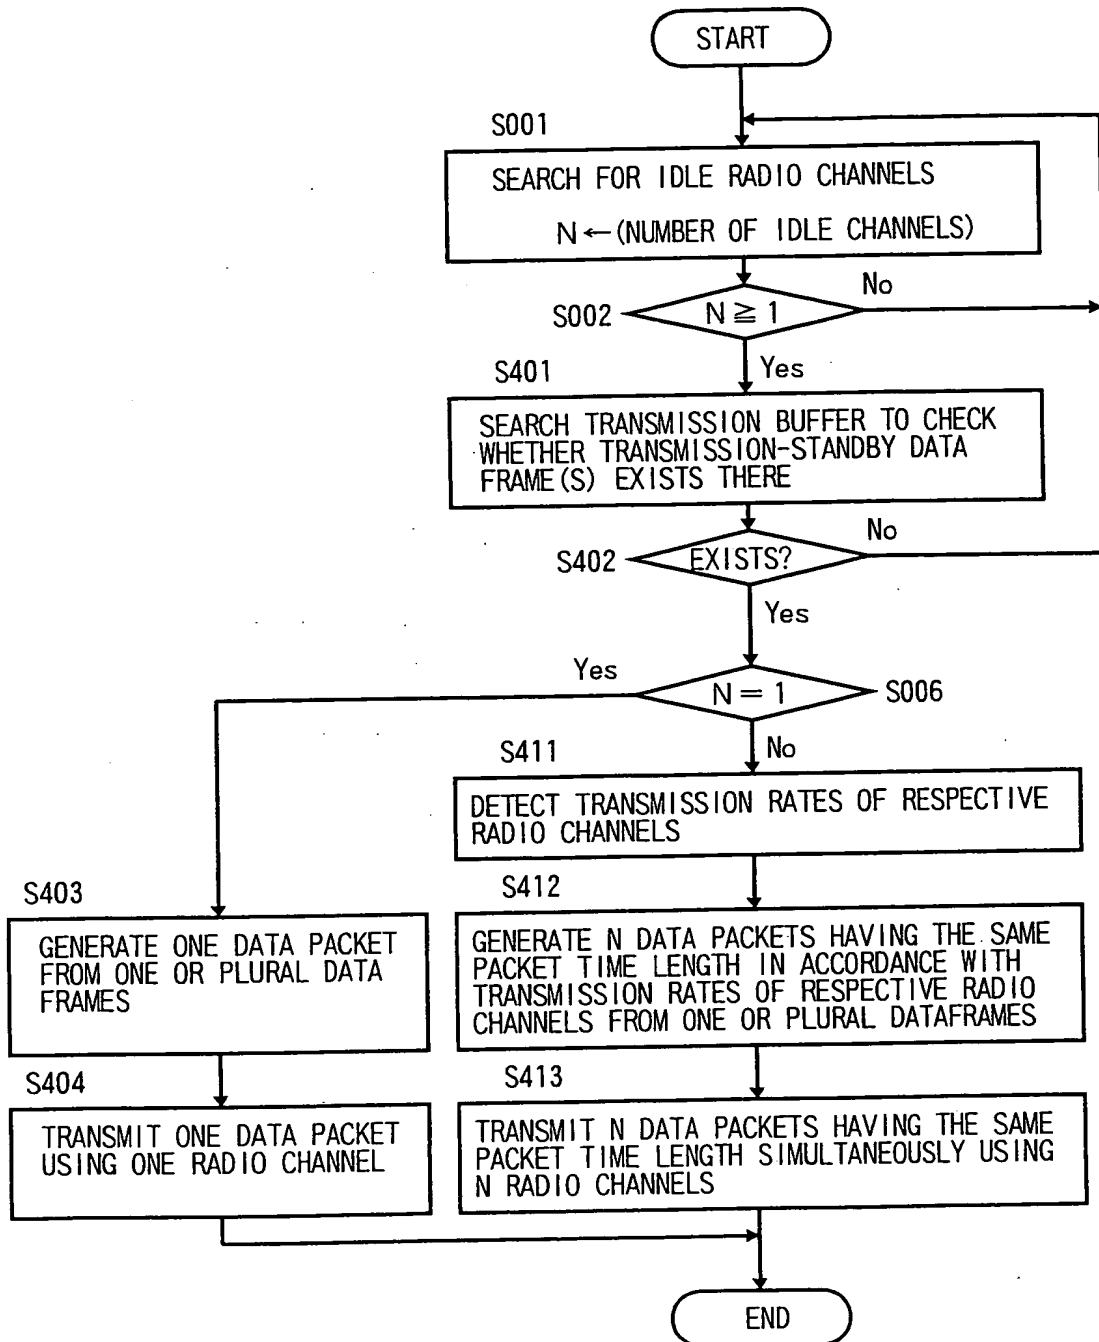 START
S001
SEARCH FOR IDLE RADIO CHANNELS
N ← (NUMBER OF IDLE CHANNELS)
No
S002
N ≧ 1
Yes
S401
SEARCH TRANSMISSION BUFFER TO CHECK
WHETHER TRANSMISSION-STANDBY DATA
FRAME(S) EXISTS THERE
No
S402
EXISTS?
Yes
Yes
N = 1
S006
No
S411
DETECT TRANSMISSION RATES OF RESPECTIVE
RADIO CHANNELS
S403
GENERATE ONE DATA PACKET
FROM ONE OR PLURAL DATA
FRAMES
S412
GENERATE N DATA PACKETS HAVING THE SAME
PACKET TIME LENGTH IN ACCORDANCE WITH
TRANSMISSION RATES OF RESPECTIVE RADIO
CHANNELS FROM ONE OR PLURAL DATAFRAMES
S404
TRANSMIT ONE DATA PACKET
USING ONE RADIO CHANNEL
S413
TRANSMIT N DATA PACKETS HAVING THE SAME
PACKET TIME LENGTH SIMULTANEOUSLY USING
N RADIO CHANNELS
END